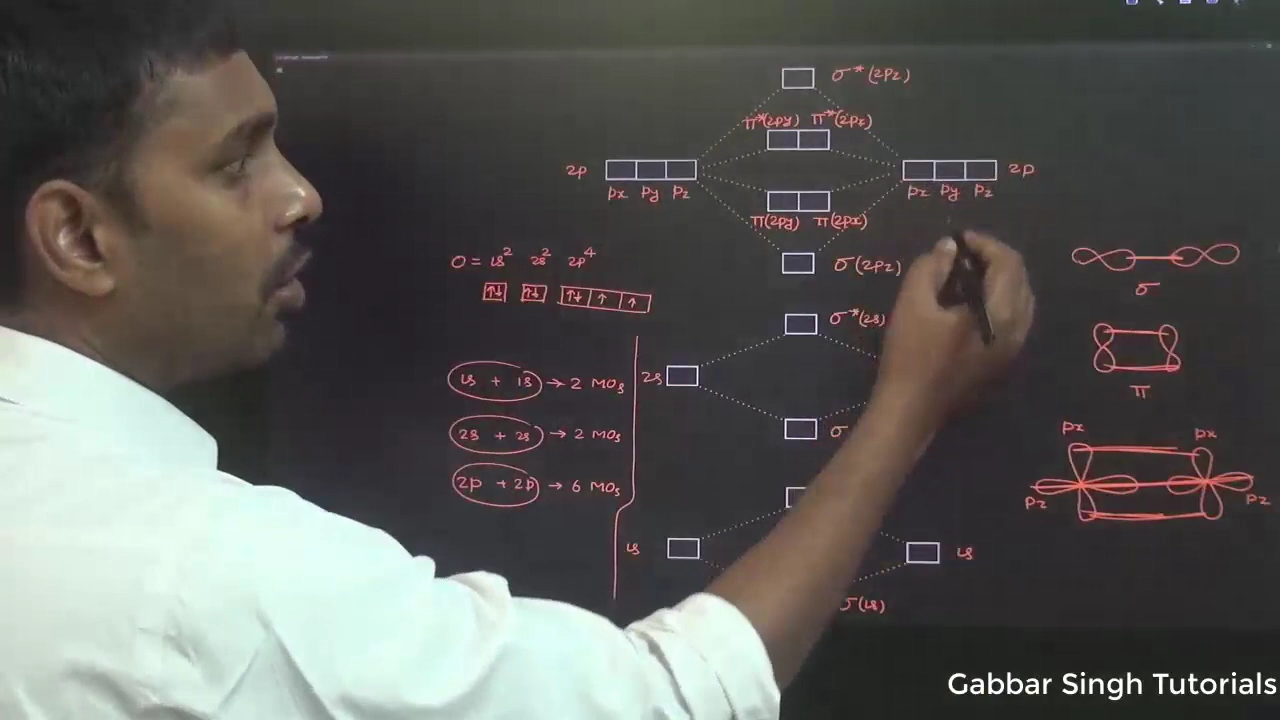 σ*(2pz)
π*(2py) π*(2px)
2p
2p
px py pz
px py pz
π(2py) π(2px)
σ(2pz)
O = 1s² 2s² 2p⁴
↑↓ ↑↓ ↑↓ ↑ ↑
σ*(2s)
2s
σ
1s + 1s → 2 MOs
2s + 2s → 2 MOs
2p + 2p → 6 MOs
1s
1s
σ(1s)
σ
π
px px
pz pz
Gabbar Singh Tutorials